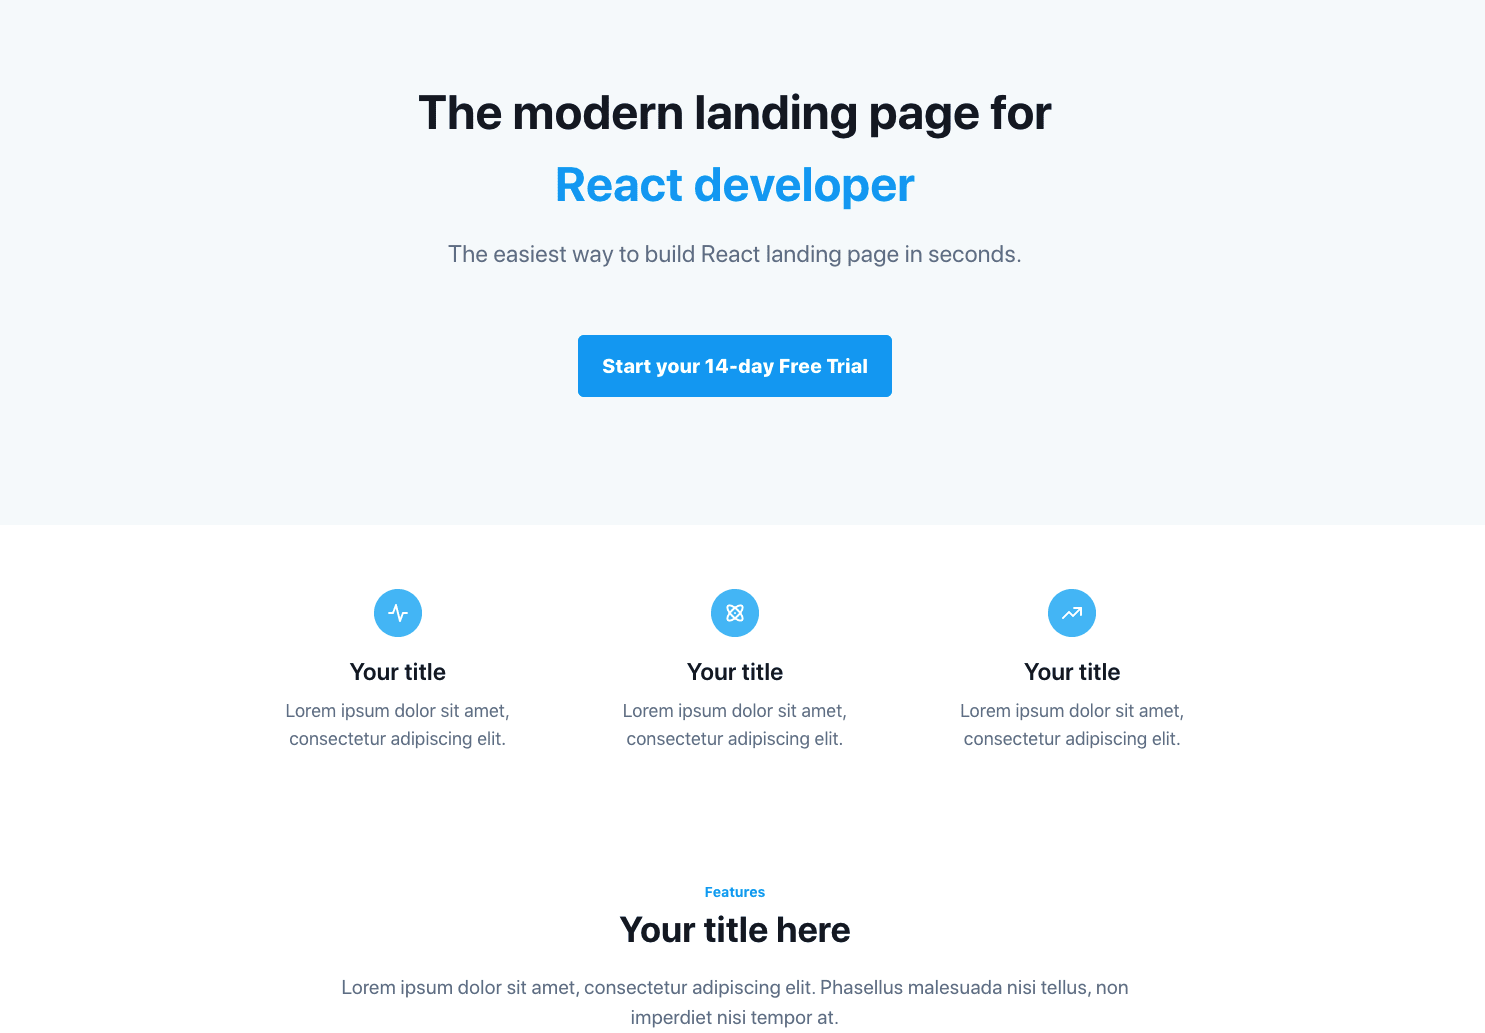 The modern landing page for
React developer
The easiest way to build React landing page in seconds.
Start your 14-day Free Trial
Your title
Lorem ipsum dolor sit amet,
consectetur adipiscing elit.
Your title
Lorem ipsum dolor sit amet,
consectetur adipiscing elit.
Your title
Lorem ipsum dolor sit amet,
consectetur adipiscing elit.
Features
Your title here
Lorem ipsum dolor sit amet, consectetur adipiscing elit. Phasellus malesuada nisi tellus, non
imperdiet nisi tempor at.